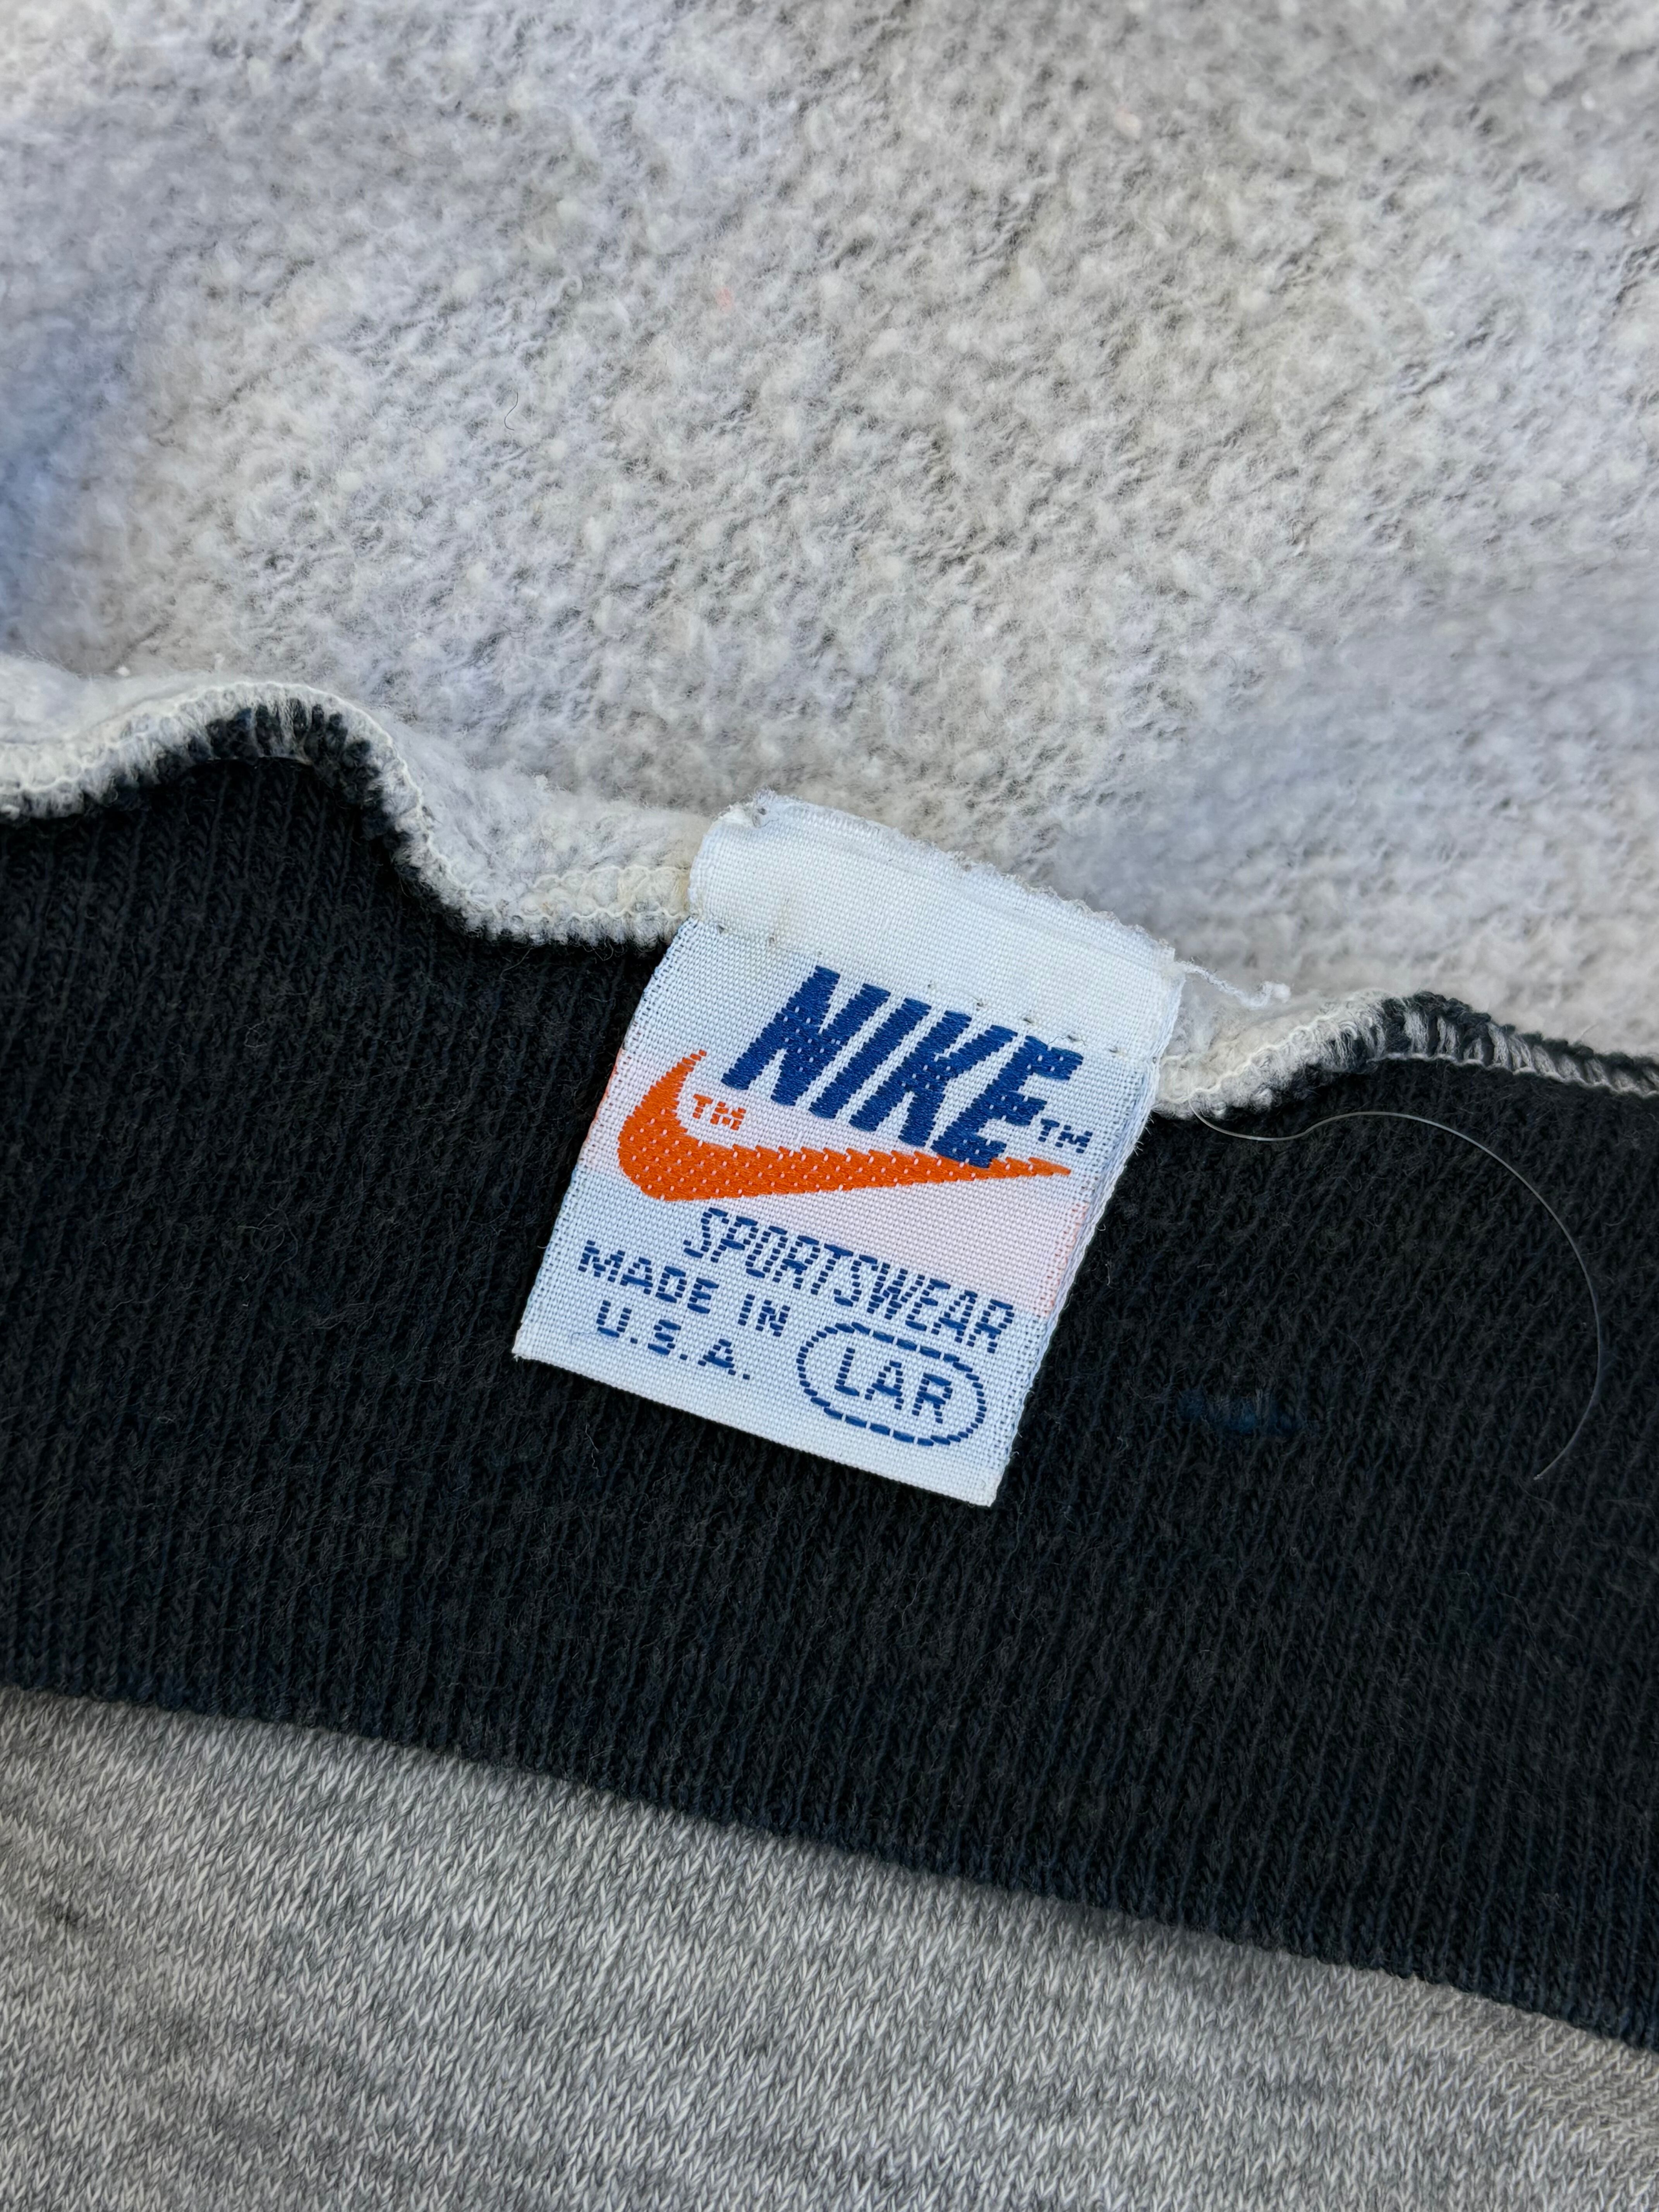 NIKE™
™
SPORTSWEAR
MADE IN
U.S.A.
LAR